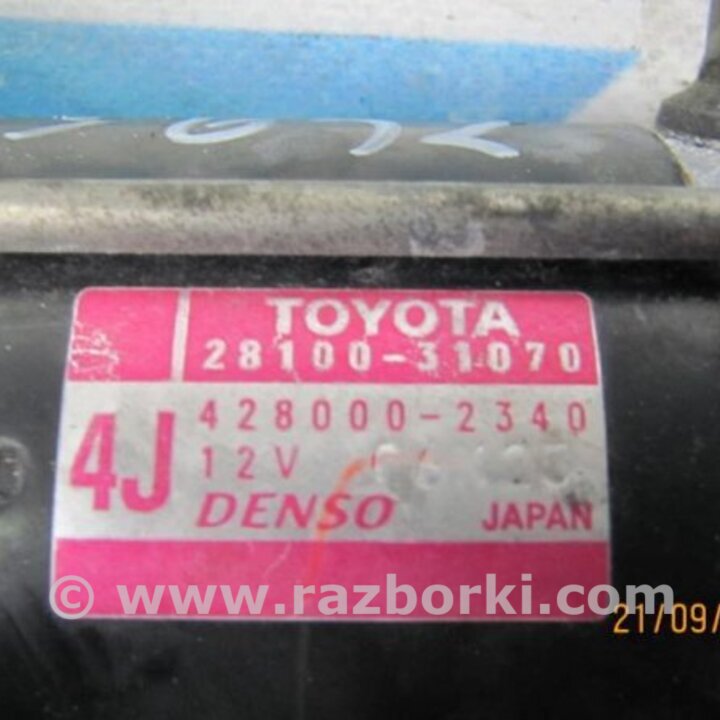 TOYOTA
28100-31070
4J
428000-2340
12V
DENSO JAPAN
© www.razborki.com
21/09/